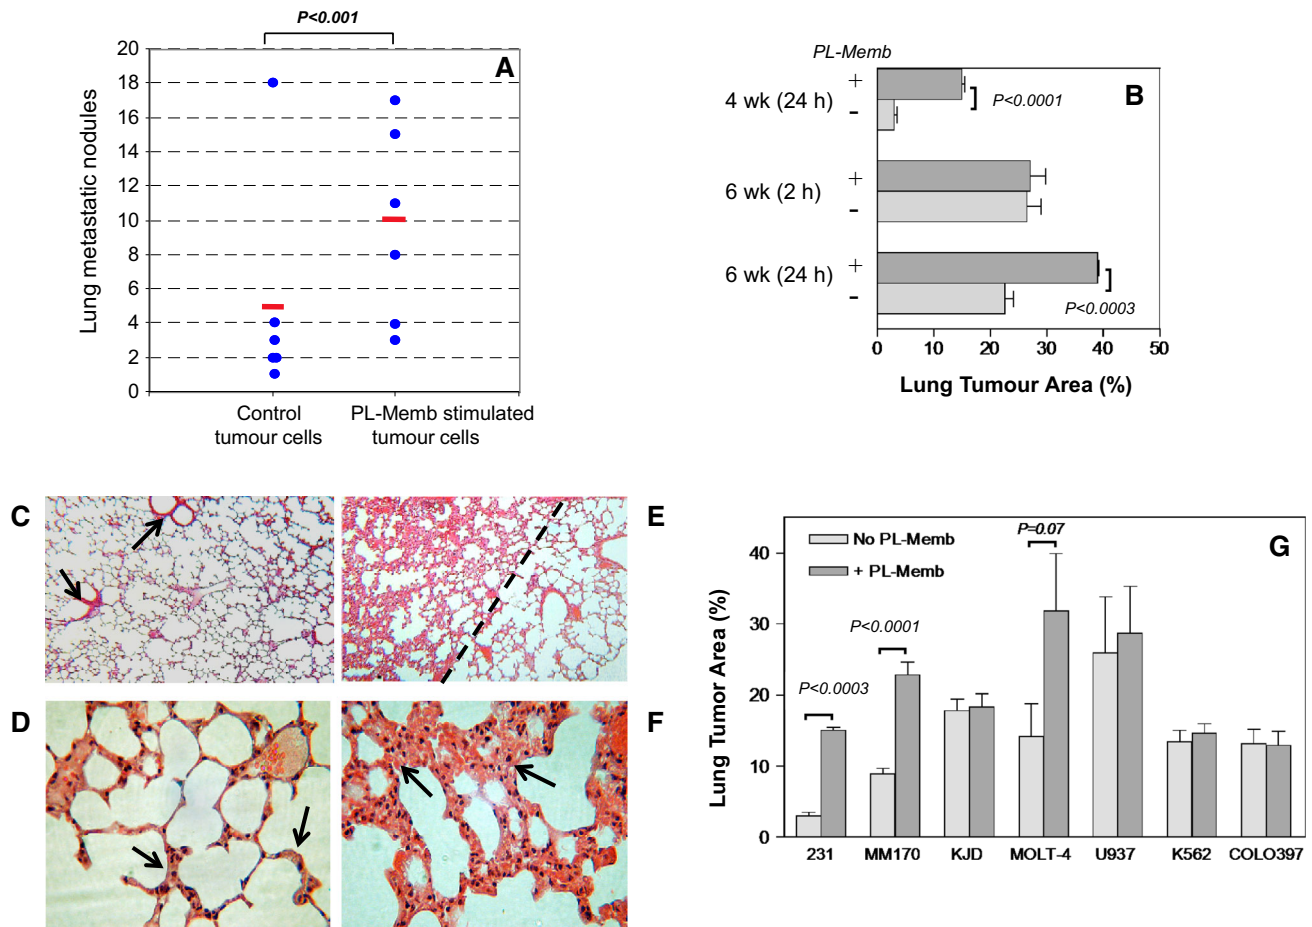 P<0.001
A
20
18
16
14
12
10
8
6
4
2
0
Lung metastatic nodules
Control
tumour cells
PL-Memb stimulated
tumour cells
PL-Memb
B
4 wk (24 h)
+
-
P<0.0001
6 wk (2 h)
+
-
6 wk (24 h)
+
-
P<0.0003
0 10 20 30 40 50
Lung Tumour Area (%)
C
E
D
F
G
No PL-Memb
+ PL-Memb
P=0.07
P<0.0001
P<0.0003
40
30
20
10
0
Lung Tumor Area (%)
231 MM170 KJD MOLT-4 U937 K562 COLO397